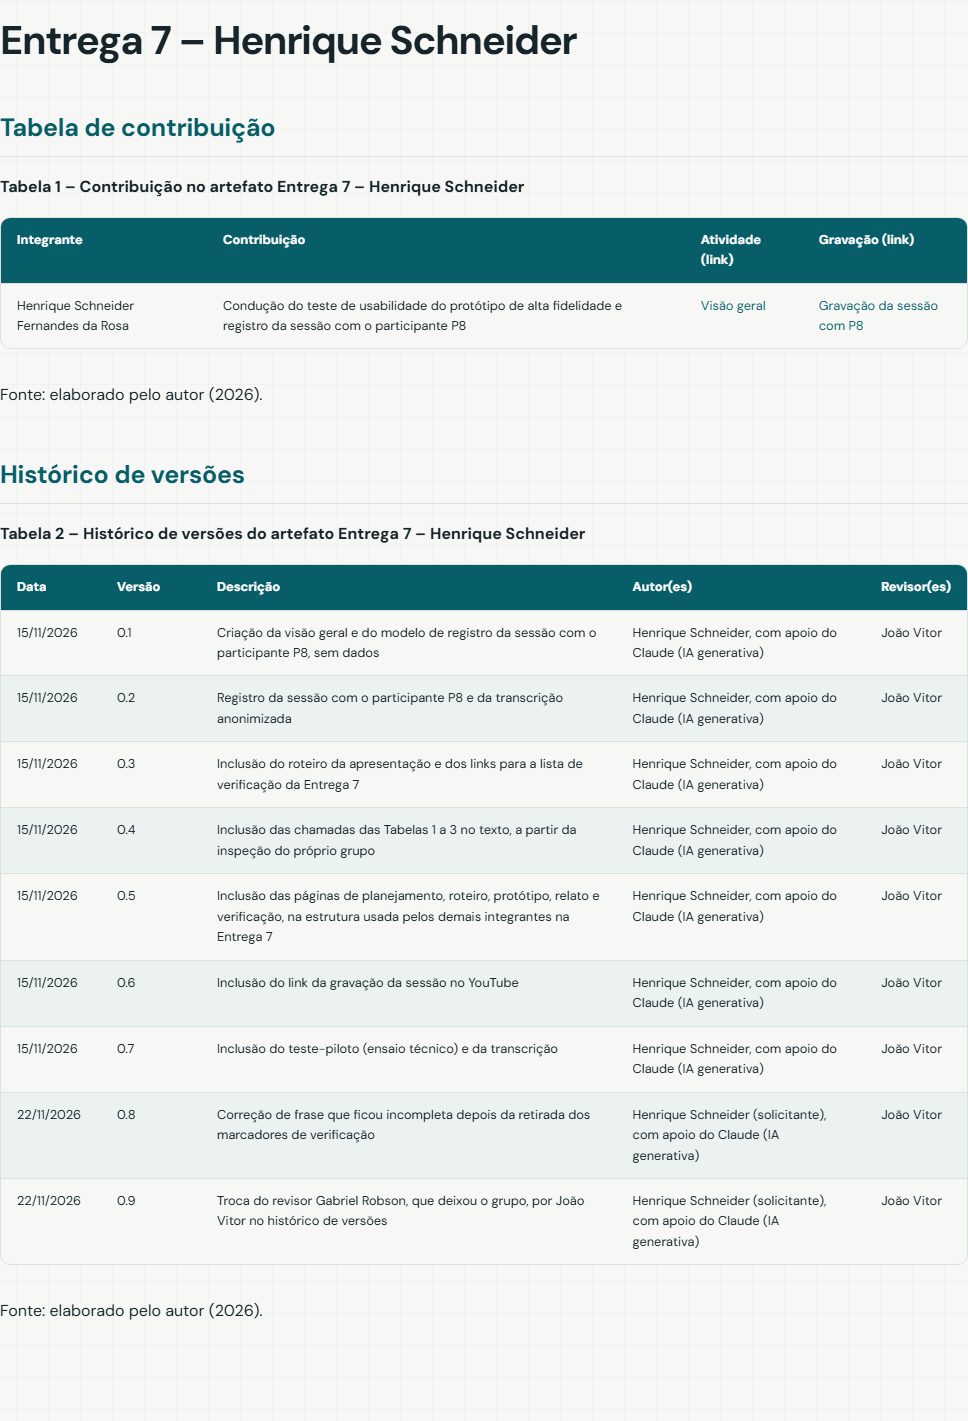 Entrega 7 – Henrique Schneider
Tabela de contribuição
Tabela 1 – Contribuição no artefato Entrega 7 – Henrique Schneider
Integrante Contribuição Atividade (link) Gravação (link)
Henrique Schneider Fernandes da Rosa Condução do teste de usabilidade do protótipo de alta fidelidade e registro da sessão com o participante P8 Visão geral Gravação da sessão com P8
Fonte: elaborado pelo autor (2026).
Histórico de versões
Tabela 2 – Histórico de versões do artefato Entrega 7 – Henrique Schneider
Data Versão Descrição Autor(es) Revisor(es)
15/11/2026 0.1 Criação da visão geral e do modelo de registro da sessão com o participante P8, sem dados Henrique Schneider, com apoio do Claude (IA generativa) João Vitor
15/11/2026 0.2 Registro da sessão com o participante P8 e da transcrição anonimizada Henrique Schneider, com apoio do Claude (IA generativa) João Vitor
15/11/2026 0.3 Inclusão do roteiro da apresentação e dos links para a lista de verificação da Entrega 7 Henrique Schneider, com apoio do Claude (IA generativa) João Vitor
15/11/2026 0.4 Inclusão das chamadas das Tabelas 1 a 3 no texto, a partir da inspeção do próprio grupo Henrique Schneider, com apoio do Claude (IA generativa) João Vitor
15/11/2026 0.5 Inclusão das páginas de planejamento, roteiro, protótipo, relato e verificação, na estrutura usada pelos demais integrantes na Entrega 7 Henrique Schneider, com apoio do Claude (IA generativa) João Vitor
15/11/2026 0.6 Inclusão do link da gravação da sessão no YouTube Henrique Schneider, com apoio do Claude (IA generativa) João Vitor
15/11/2026 0.7 Inclusão do teste-piloto (ensaio técnico) e da transcrição Henrique Schneider, com apoio do Claude (IA generativa) João Vitor
22/11/2026 0.8 Correção de frase que ficou incompleta depois da retirada dos marcadores de verificação Henrique Schneider (solicitante), com apoio do Claude (IA generativa) João Vitor
22/11/2026 0.9 Troca do revisor Gabriel Robson, que deixou o grupo, por João Vitor no histórico de versões Henrique Schneider (solicitante), com apoio do Claude (IA generativa) João Vitor
Fonte: elaborado pelo autor (2026).